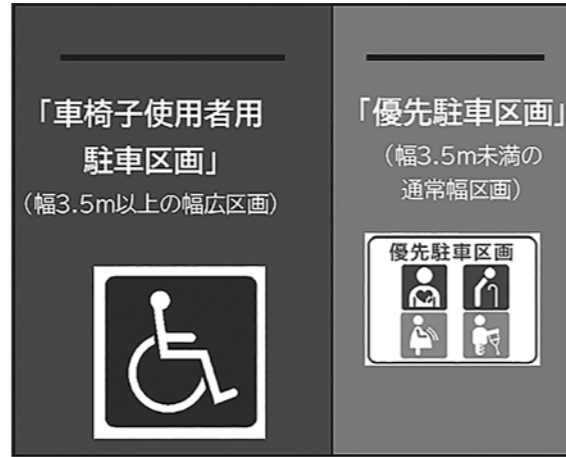 「車椅子使用者用
駐車区画」
（幅3.5m以上の幅広区画）
「優先駐車区画」
（幅3.5m未満の
通常幅区画）
優先駐車区画